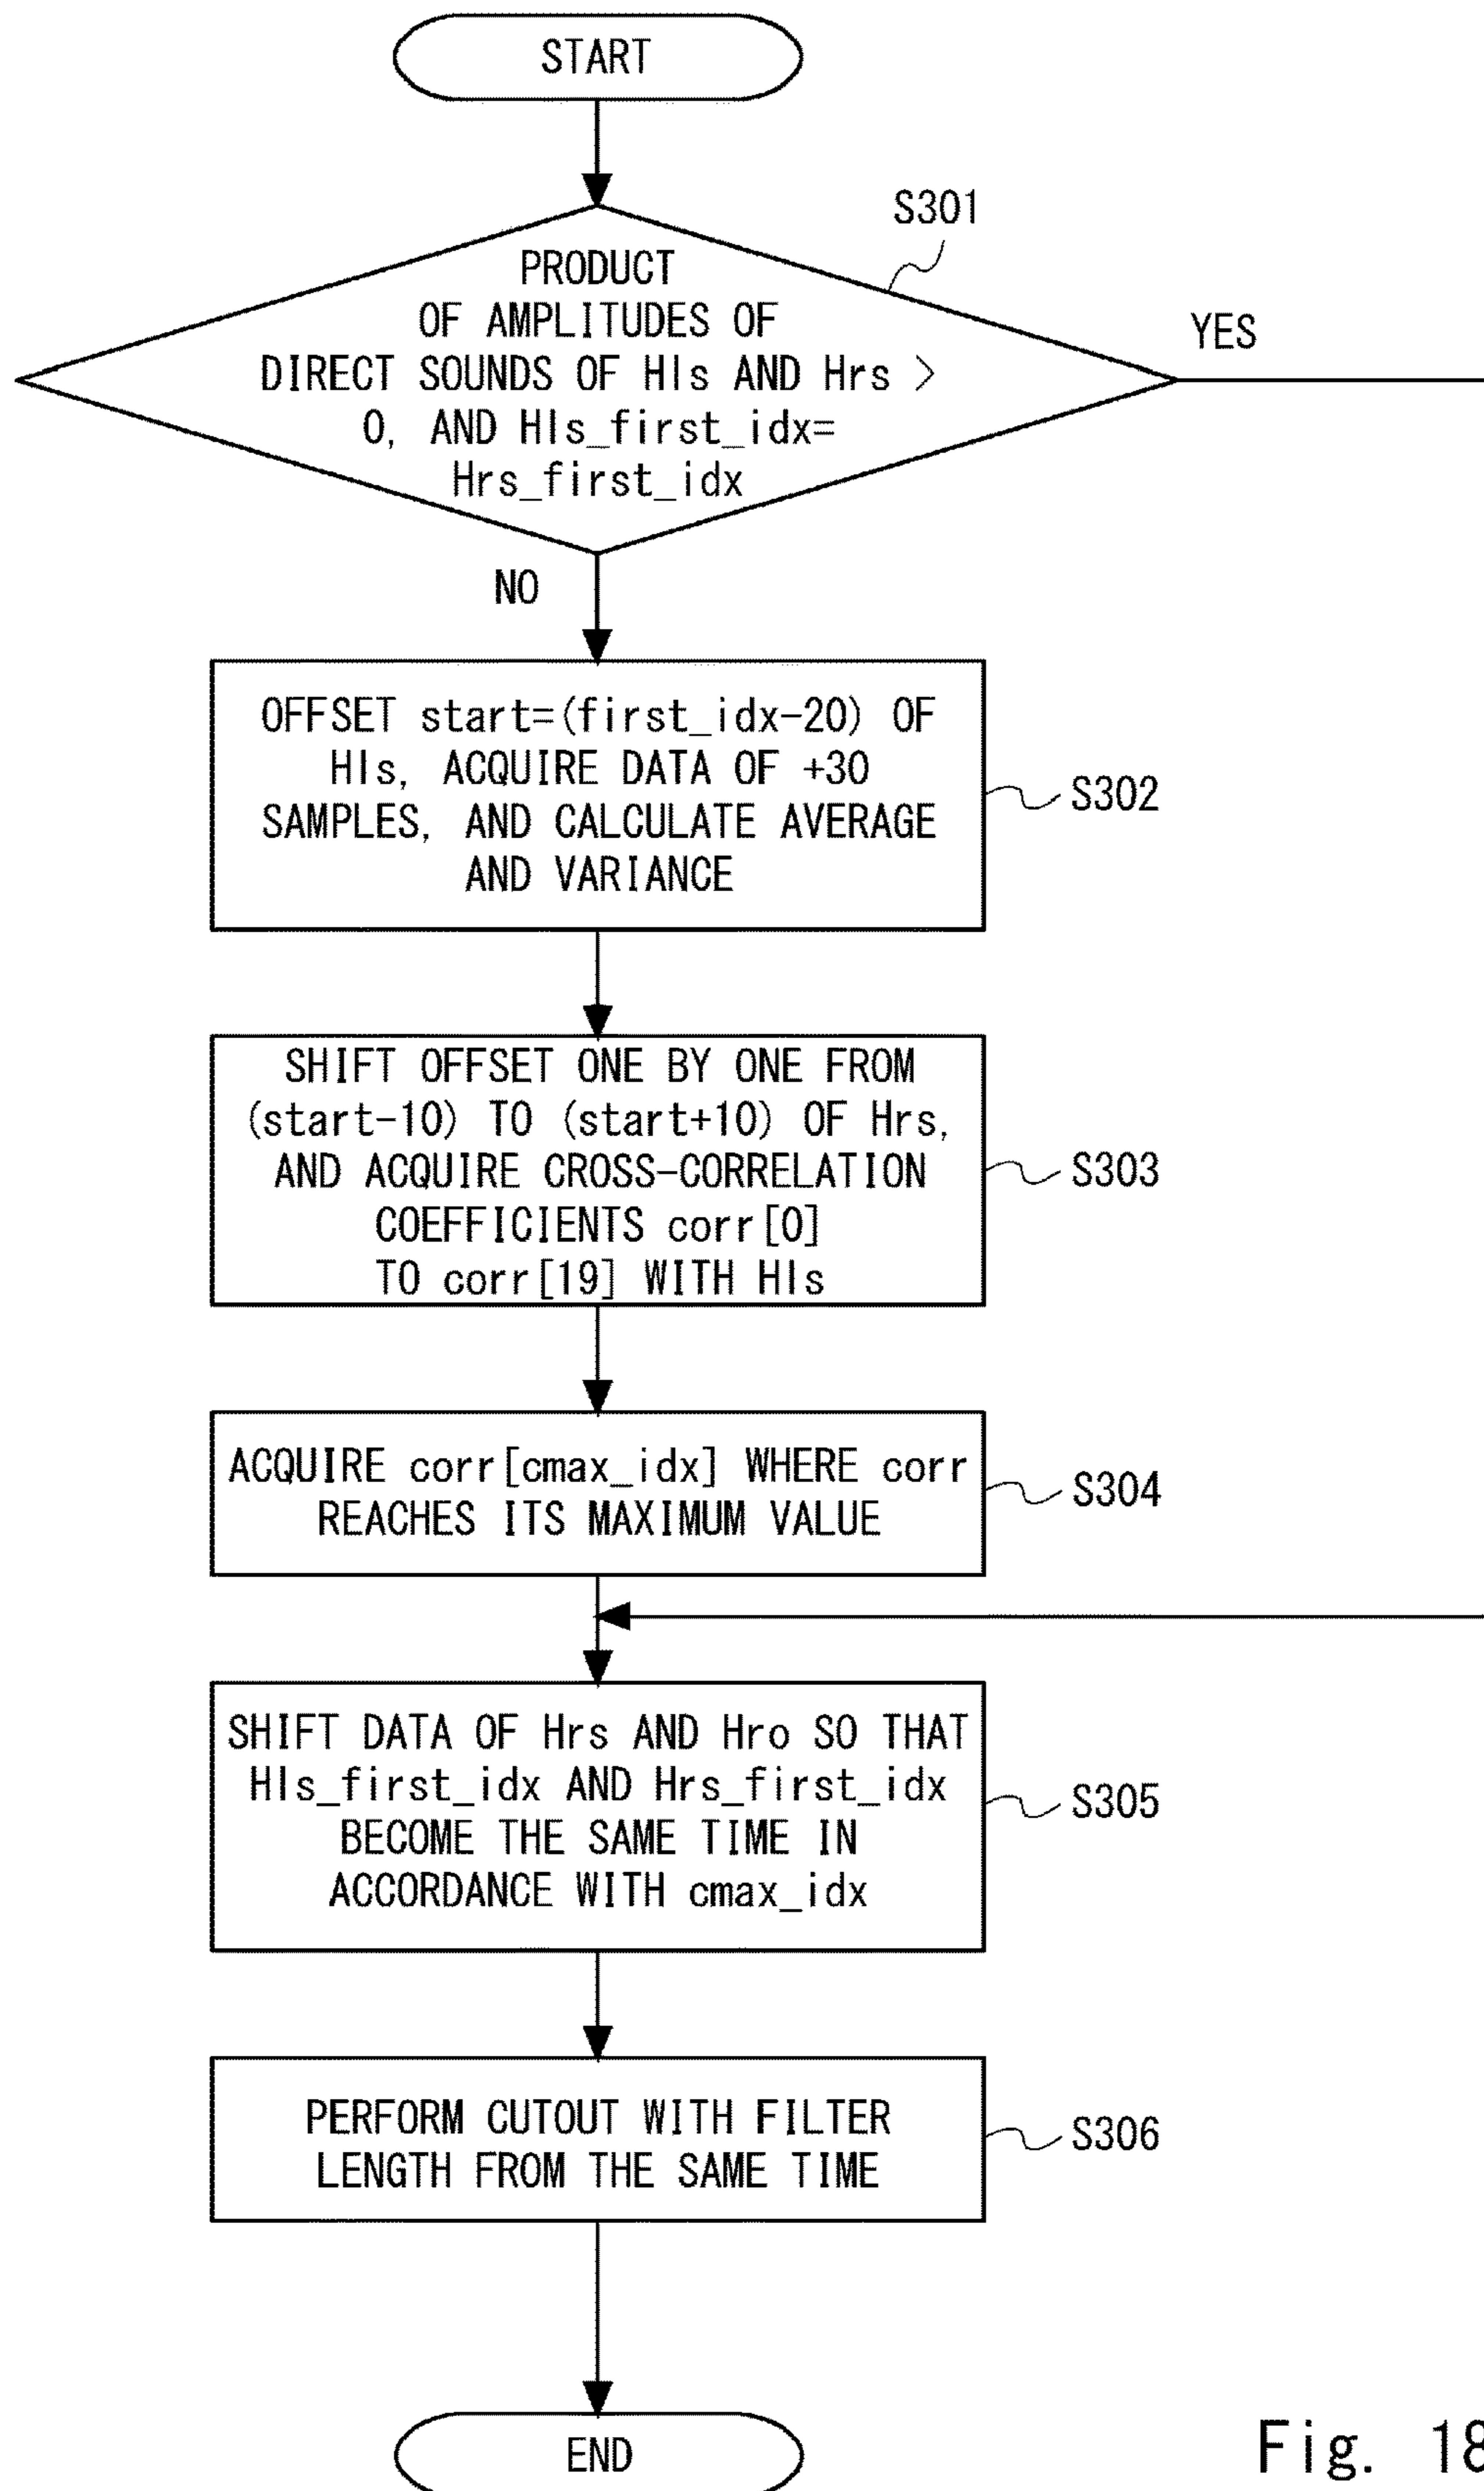 START
S301
PRODUCT
OF AMPLITUDES OF
DIRECT SOUNDS OF Hls AND Hrs >
0, AND Hls_first_idx=
Hrs_first_idx
YES
NO
OFFSET start=(first_idx-20) OF
Hls, ACQUIRE DATA OF +30
SAMPLES, AND CALCULATE AVERAGE
AND VARIANCE
S302
SHIFT OFFSET ONE BY ONE FROM
(start-10) TO (start+10) OF Hrs,
AND ACQUIRE CROSS-CORRELATION
COEFFICIENTS corr[0]
TO corr[19] WITH Hls
S303
ACQUIRE corr[cmax_idx] WHERE corr
REACHES ITS MAXIMUM VALUE
S304
SHIFT DATA OF Hrs AND Hro SO THAT
Hls_first_idx AND Hrs_first_idx
BECOME THE SAME TIME IN
ACCORDANCE WITH cmax_idx
S305
PERFORM CUTOUT WITH FILTER
LENGTH FROM THE SAME TIME
S306
END
Fig. 18